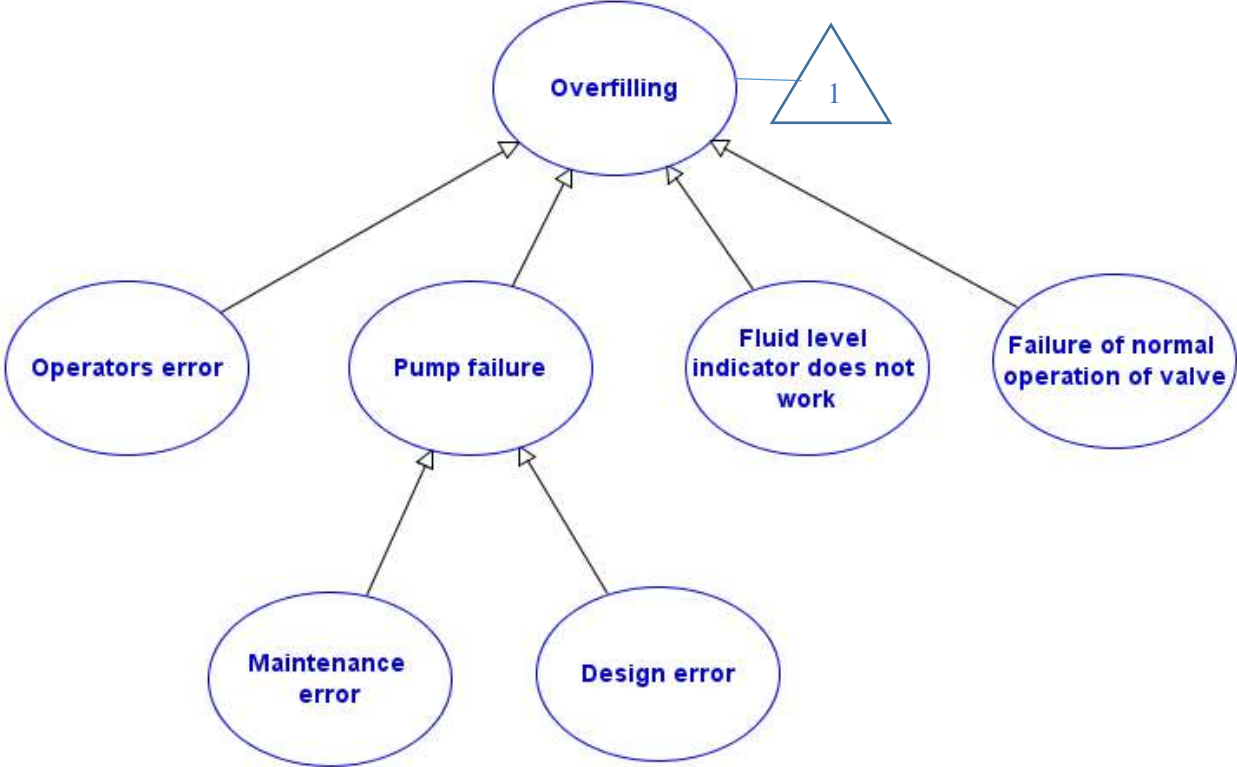 Overfilling
1
Operators error
Pump failure
Fluid level
indicator does not
work
Failure of normal
operation of valve
Maintenance
error
Design error